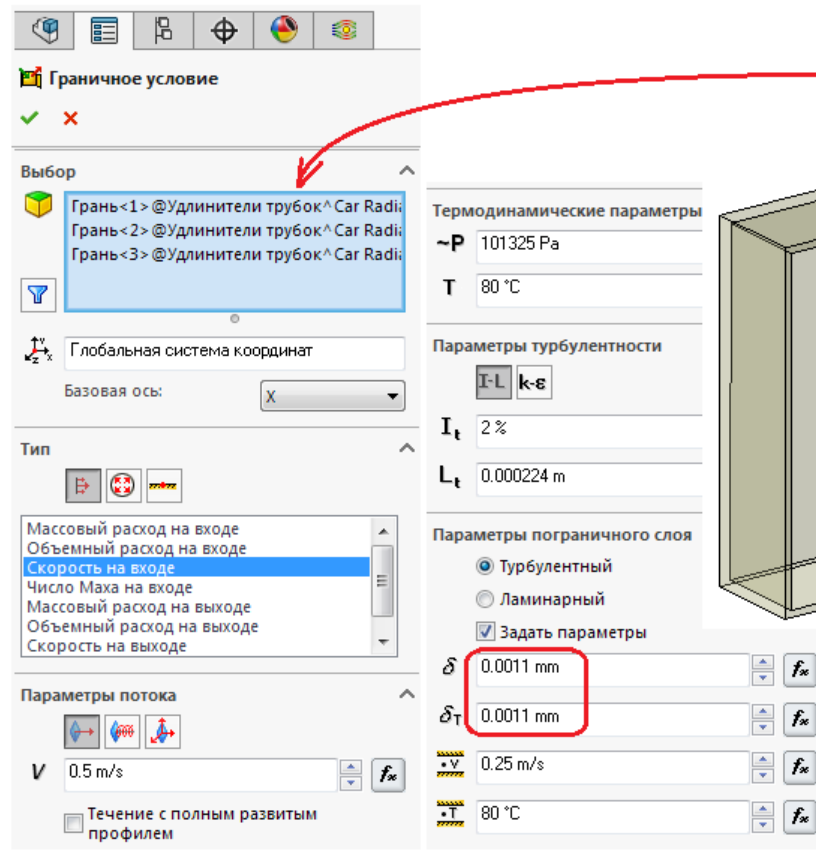 Граничное условие
Выбор
Грань<1>@Удлинители трубок^Car Radi
Грань<2>@Удлинители трубок^Car Radi
Грань<3>@Удлинители трубок^Car Radi
Глобальная система координат
Базовая ось:
X
Тип
Массовый расход на входе
Объемный расход на входе
Скорость на входе
Число Маха на входе
Массовый расход на выходе
Объемный расход на выходе
Скорость на выходе
Параметры потока
V 0.5 m/s
Течение с полным развитым
профилем
Термодинамические параметры
~P 101325 Pa
T 80 °C
Параметры турбулентности
I-L k-ε
It 2 %
Lt 0.000224 m
Параметры пограничного слоя
Турбулентный
Ламинарный
Задать параметры
δ 0.0011 mm
δT 0.0011 mm
V 0.25 m/s
T 80 °C